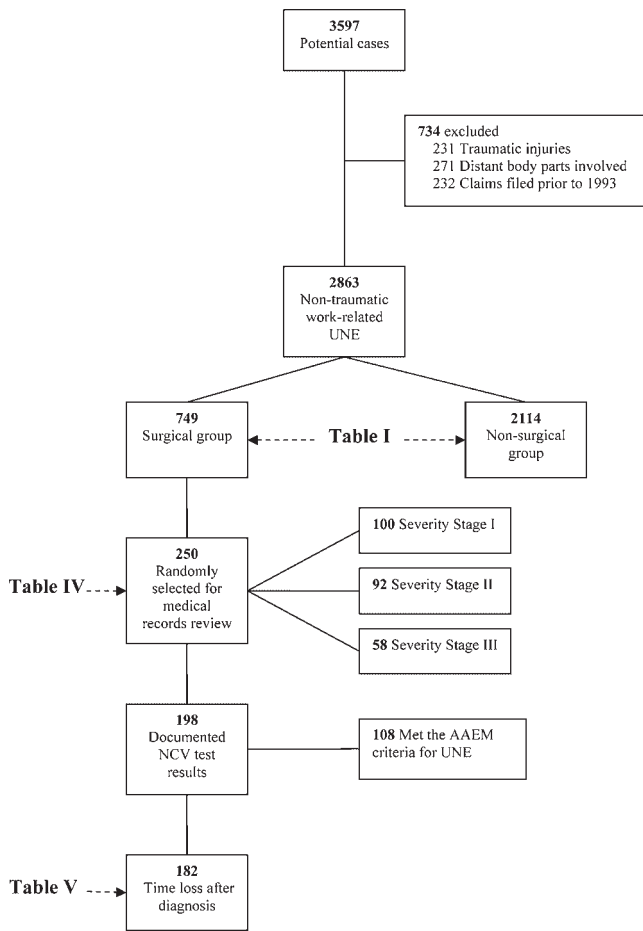 3597
Potential cases
734 excluded
231 Traumatic injuries
271 Distant body parts involved
232 Claims filed prior to 1993
2863
Non-traumatic
work-related
UNE
749
Surgical group
Table I
2114
Non-surgical
group
100 Severity Stage I
Table IV
250
Randomly
selected for
medical
records review
92 Severity Stage II
58 Severity Stage III
198
Documented
NCV test
results
108 Met the AAEM
criteria for UNE
Table V
182
Time loss after
diagnosis